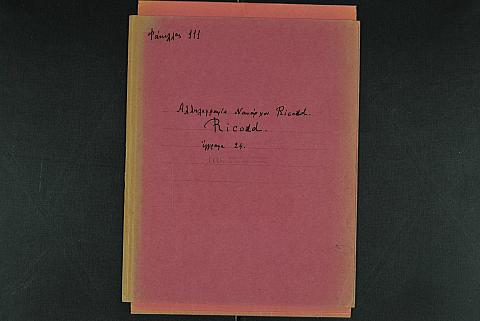 Φάκελλος 111
Αλληλογραφία Ναυάρχου Ricord.
Ricord.
έγγραφα 24.